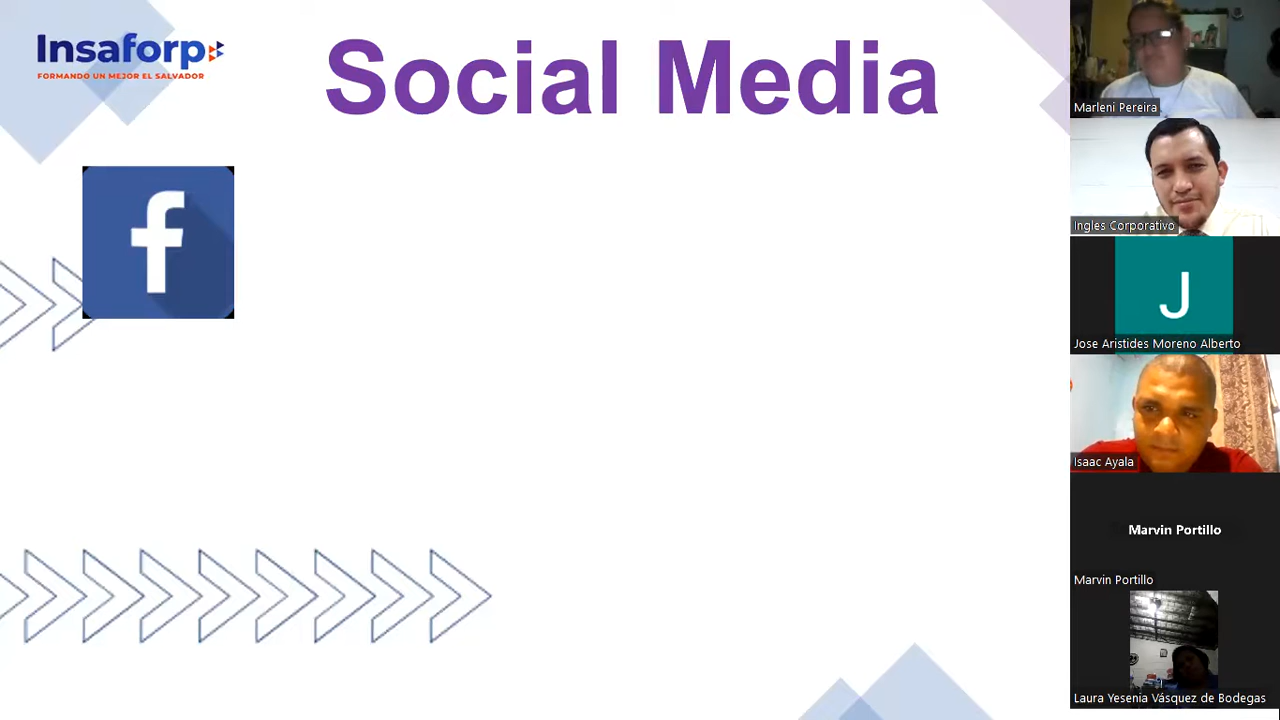 Insaforp
FORMANDO UN MEJOR EL SALVADOR
Social Media
f
Marleni Pereira
Ingles Corporativo
J
Jose Aristides Moreno Alberto
Isaac Ayala
Marvin Portillo
Marvin Portillo
Laura Yesenia Vásquez de Bodegas